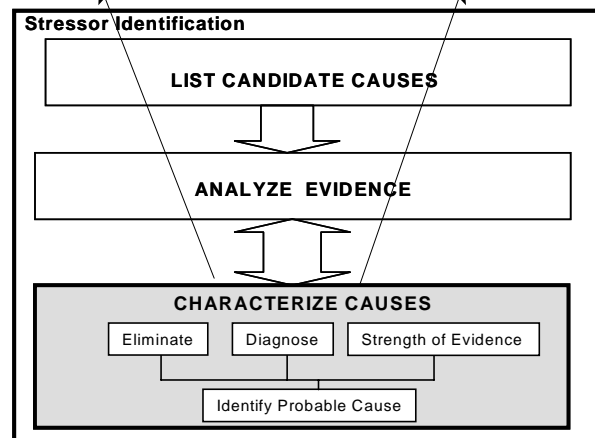 Stressor Identification
LIST CANDIDATE CAUSES
ANALYZE EVIDENCE
CHARACTERIZE CAUSES
Eliminate
Diagnose
Strength of Evidence
Identify Probable Cause